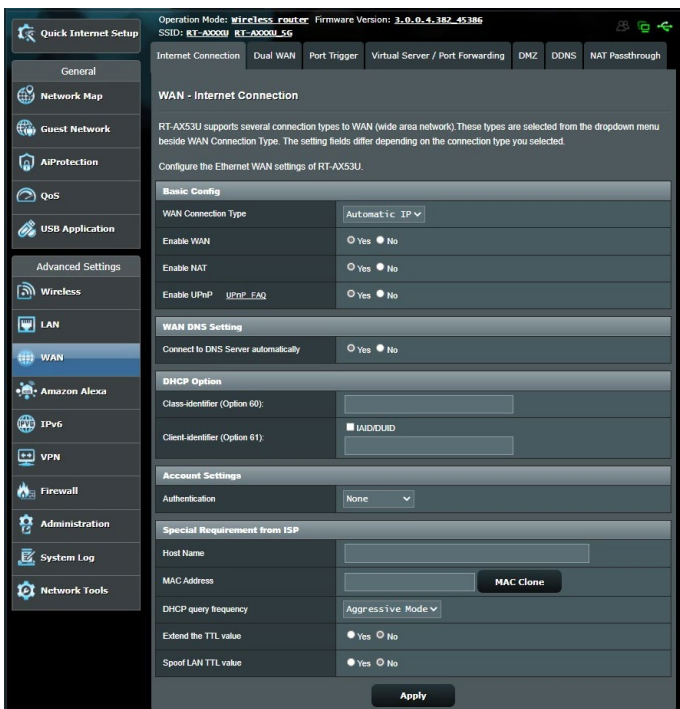 Quick Internet Setup
General
Network Map
Guest Network
AiProtection
QoS
USB Application
Advanced Settings
Wireless
LAN
WAN
Amazon Alexa
IPv6
VPN
Firewall
Administration
System Log
Network Tools
Operation Mode: Wireless router Firmware Version: 3.0.0.4.382_45386
SSID: RT-AXXXU RT-AXXXU_5G
Internet Connection Dual WAN Port Trigger Virtual Server / Port Forwarding DMZ DDNS NAT Passthrough
WAN - Internet Connection
RT-AX53U supports several connection types to WAN (wide area network).These types are selected from the dropdown menu
beside WAN Connection Type. The setting fields differ depending on the connection type you selected.
Configure the Ethernet WAN settings of RT-AX53U.
Basic Config
WAN Connection Type Automatic IP
Enable WAN Yes No
Enable NAT Yes No
Enable UPnP UPnP FAQ Yes No
WAN DNS Setting
Connect to DNS Server automatically Yes No
DHCP Option
Class-identifier (Option 60):
Client-identifier (Option 61): IAID/DUID
Account Settings
Authentication None
Special Requirement from ISP
Host Name
MAC Address MAC Clone
DHCP query frequency Aggressive Mode
Extend the TTL value Yes No
Spoof LAN TTL value Yes No
Apply